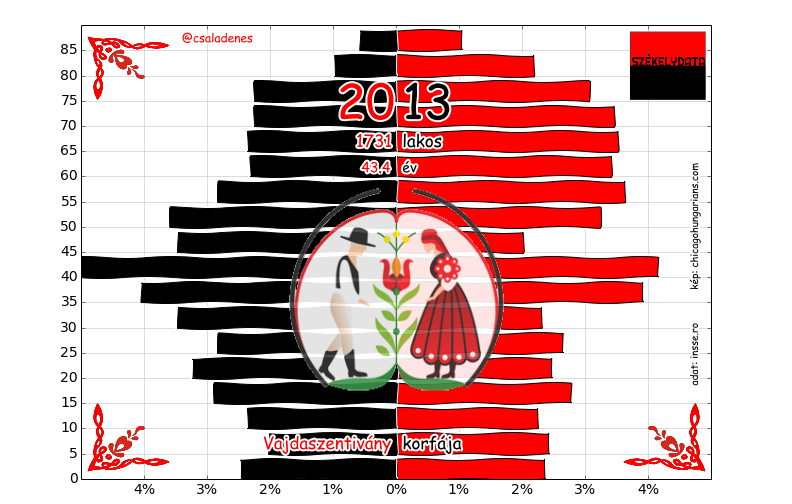 @csaladenes
SZÉKELYDATA
2013
1731 lakos
43.4 év
kép: chicagohungarians.com
adat: insse.ro
Vajdaszentivány korfája
85
80
75
70
65
60
55
50
45
40
35
30
25
20
15
10
5
0
4% 3% 2% 1% 0% 1% 2% 3% 4%